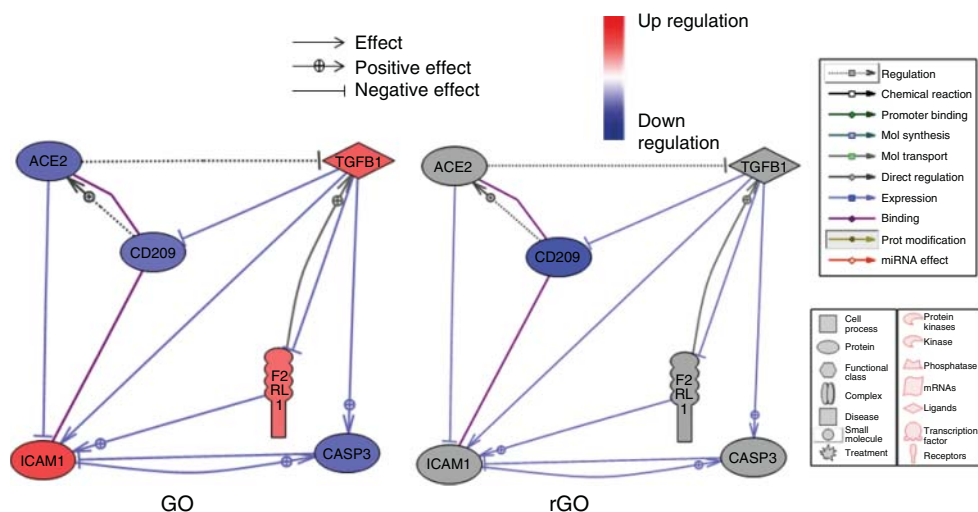 Effect
Positive effect
Negative effect
Up regulation
Down
regulation
ACE2
TGFB1
CD209
F2
RL
1
ICAM1
CASP3
GO
ACE2
TGFB1
CD209
F2
RL
1
ICAM1
CASP3
rGO
Regulation
Chemical reaction
Promoter binding
Mol synthesis
Mol transport
Direct regulation
Expression
Binding
Prot modification
miRNA effect
Cell
process
Protein
Functional
class
Complex
Disease
Small
molecule
Treatment
Protein
kinases
Kinase
Phosphatase
mRNAs
Ligands
Transcription
factor
Receptors